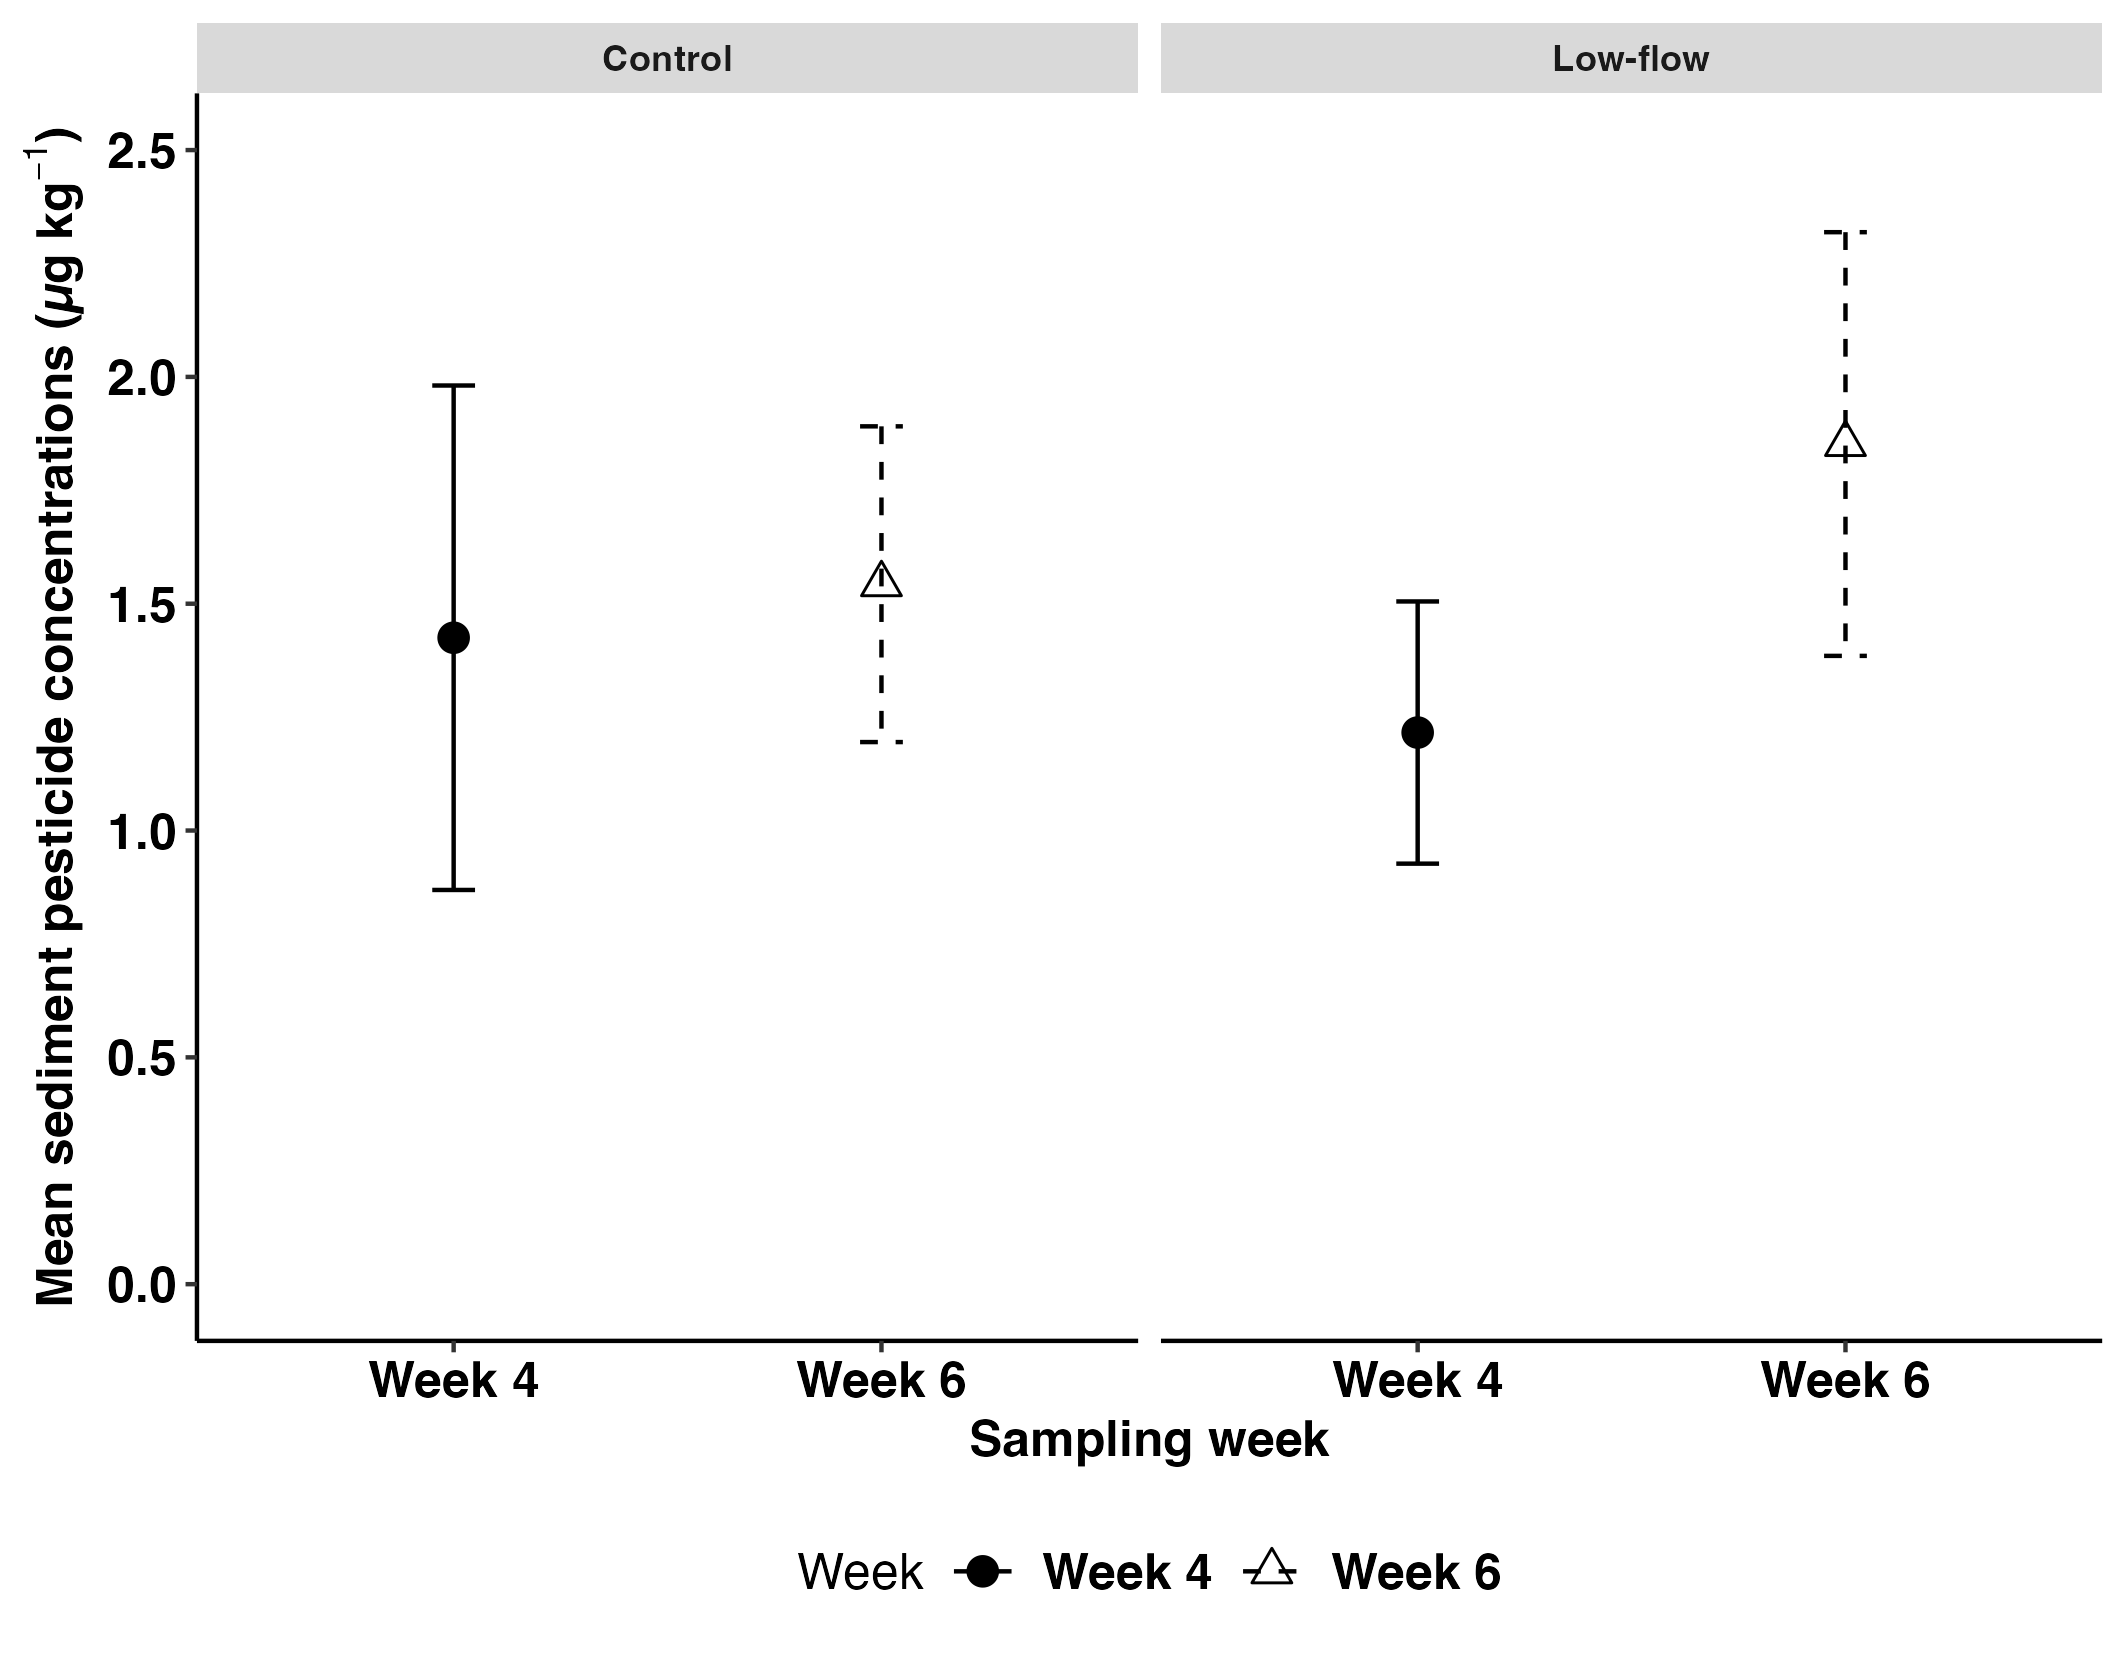 Control
Low-flow
Mean sediment pesticide concentrations (µg kg⁻¹)
2.5
2.0
1.5
1.0
0.5
0.0
Week 4 Week 6 Week 4 Week 6
Sampling week
Week Week 4 Week 6